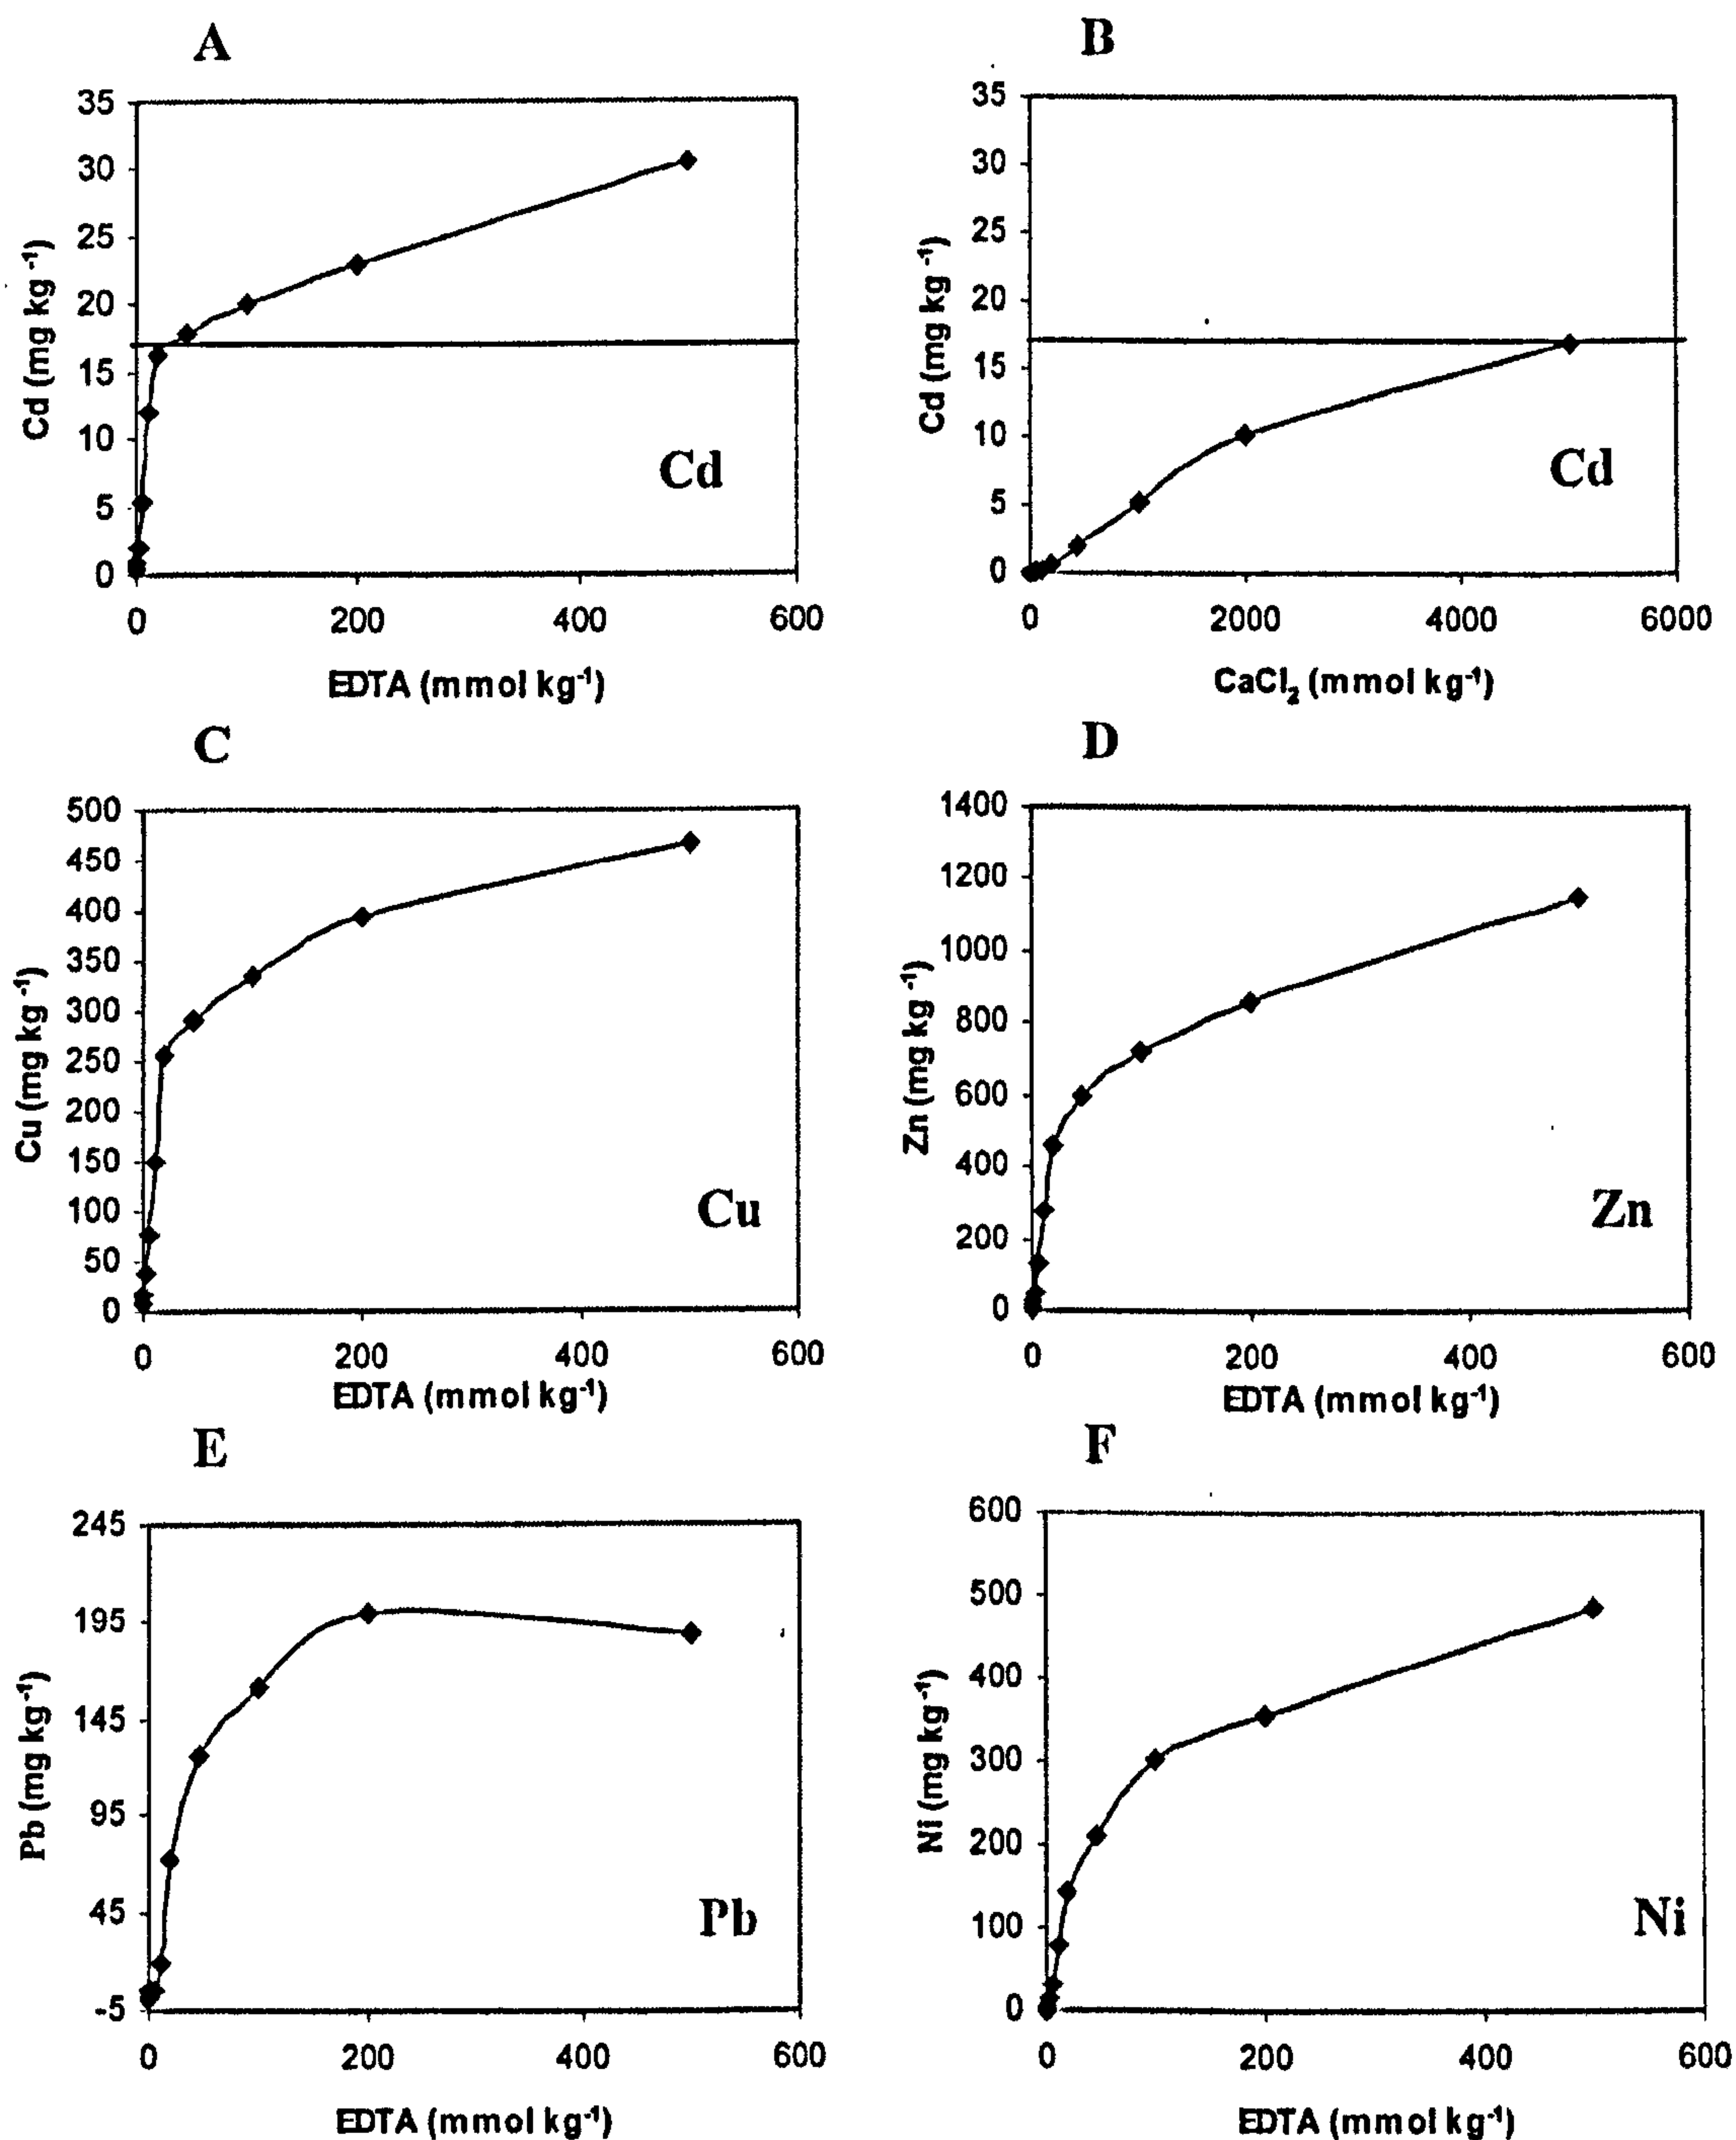 A
35
30
25
20
15
10
5
0
Cd (mg kg⁻¹)
Cd
0 200 400 600
EDTA (mmol kg⁻¹)
B
35
30
25
20
15
10
5
0
Cd (mg kg⁻¹)
Cd
0 2000 4000 6000
CaCl₂ (mmol kg⁻¹)
C
500
450
400
350
300
250
200
150
100
50
0
Cu (mg kg⁻¹)
Cu
0 200 400 600
EDTA (mmol kg⁻¹)
D
1400
1200
1000
800
600
400
200
0
Zn (mg kg⁻¹)
Zn
0 200 400 600
EDTA (mmol kg⁻¹)
E
245
195
145
95
45
-5
Pb (mg kg⁻¹)
Pb
0 200 400 600
EDTA (mmol kg⁻¹)
F
600
500
400
300
200
100
0
Ni (mg kg⁻¹)
Ni
0 200 400 600
EDTA (mmol kg⁻¹)